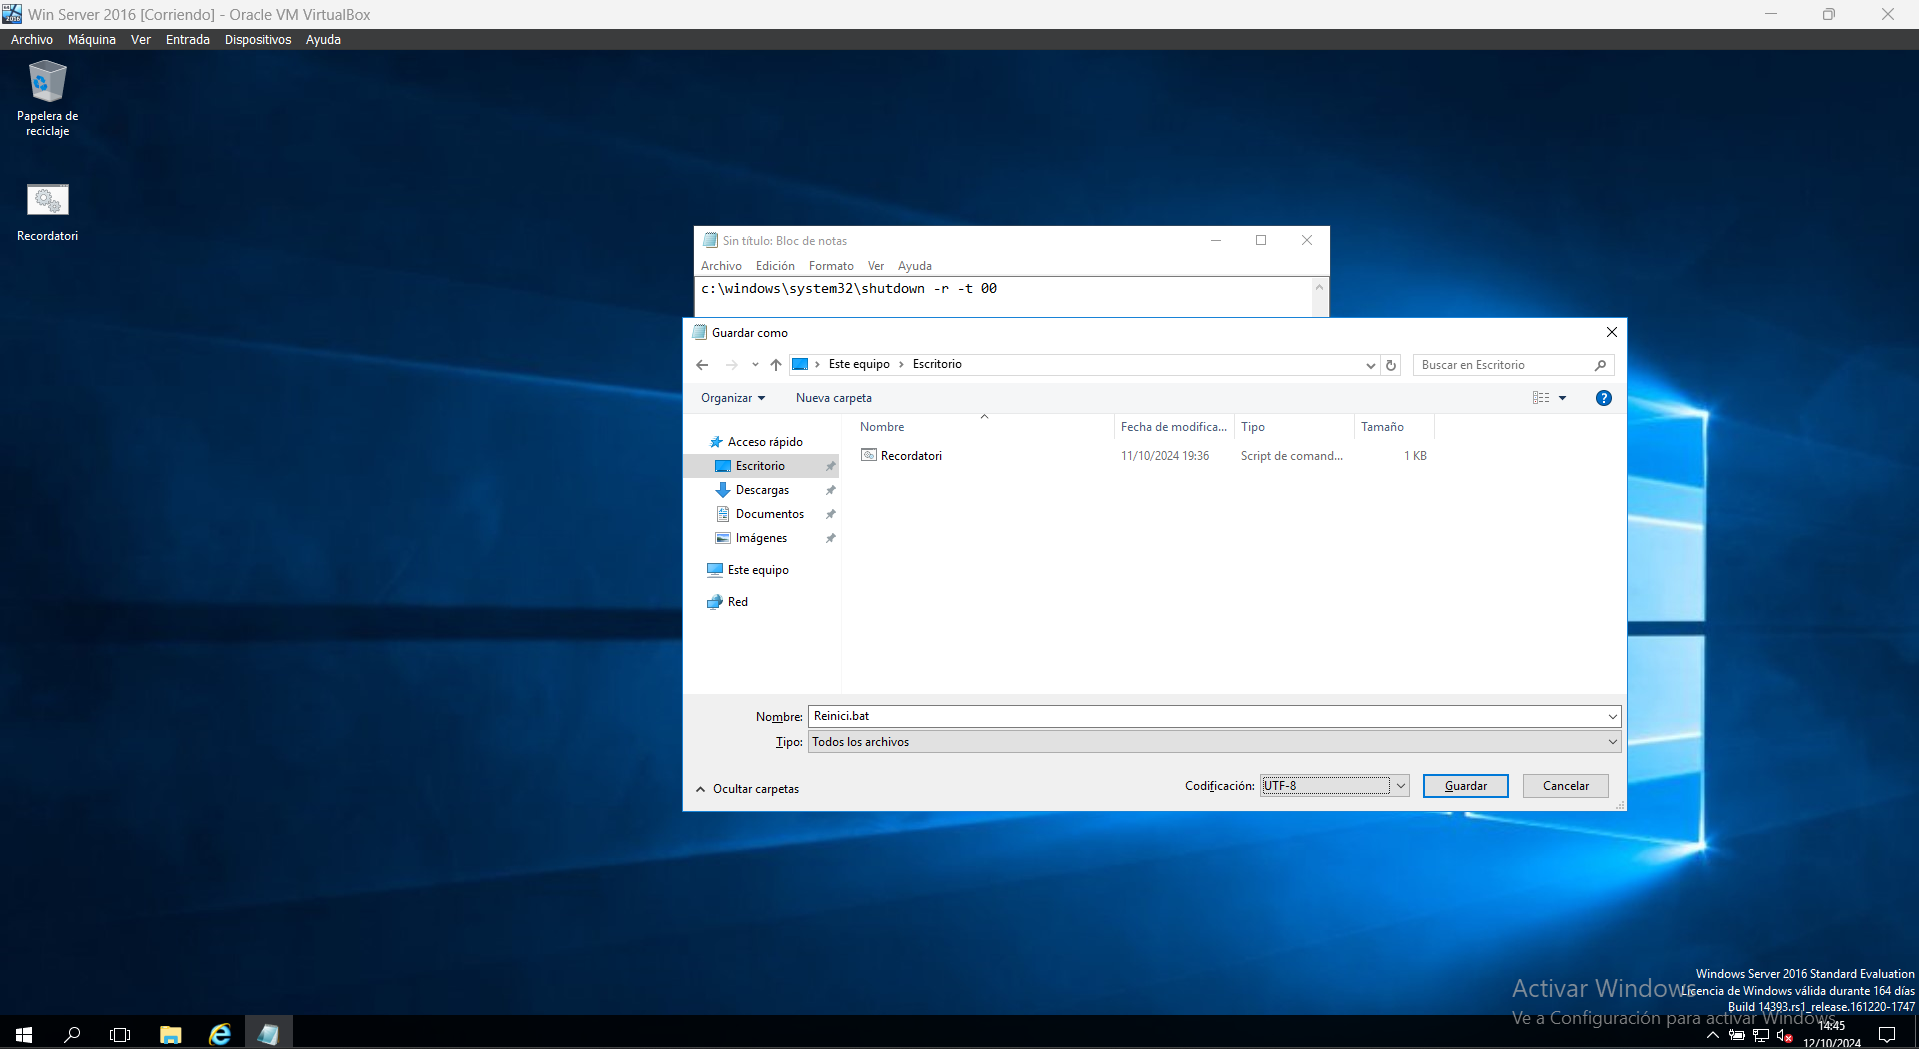 Win Server 2016 [Corriendo] - Oracle VM VirtualBox
Archivo Máquina Ver Entrada Dispositivos Ayuda
Papelera de
reciclaje
Recordatori
Sin título: Bloc de notas
Archivo Edición Formato Ver Ayuda
c:\windows\system32\shutdown -r -t 00
Guardar como
Este equipo Escritorio
Buscar en Escritorio
Organizar Nueva carpeta
Nombre Fecha de modifica... Tipo Tamaño
Recordatori 11/10/2024 19:36 Script de comand... 1 KB
Acceso rápido
Escritorio
Descargas
Documentos
Imágenes
Este equipo
Red
Nombre: Reinici.bat
Tipo: Todos los archivos
Ocultar carpetas
Codificación: UTF-8 Guardar Cancelar
Windows Server 2016 Standard Evaluation
Licencia de Windows válida durante 164 días
Build 14393.rs1_release.161220-1747
Activar Windows
Ve a Configuración para activar Windows.
14:45
12/10/2024